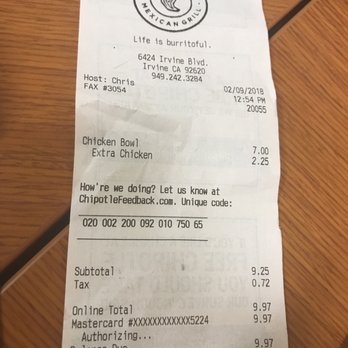 MEXICAN GRILL
Life is burritoful.
6424 Irvine Blvd.
Irvine CA 92620
949.242.3284
Host: Chris 02/09/2018
FAX #3054 12:54 PM
20055
Chicken Bowl 7.00
Extra Chicken 2.25
How're we doing? Let us know at
ChipotleFeedback.com. Unique code:
020 002 200 092 010 750 65
Subtotal 9.25
Tax 0.72
Online Total 9.97
Mastercard #XXXXXXXXXXXX5224 9.97
Authorizing...
Balance Due 9.97